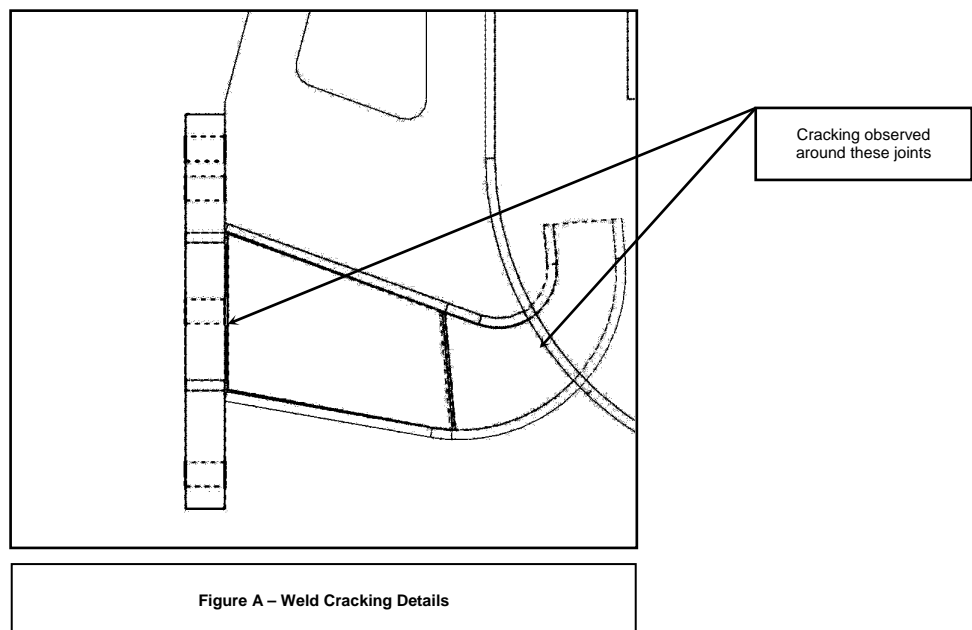 Cracking observed
around these joints
Figure A – Weld Cracking Details